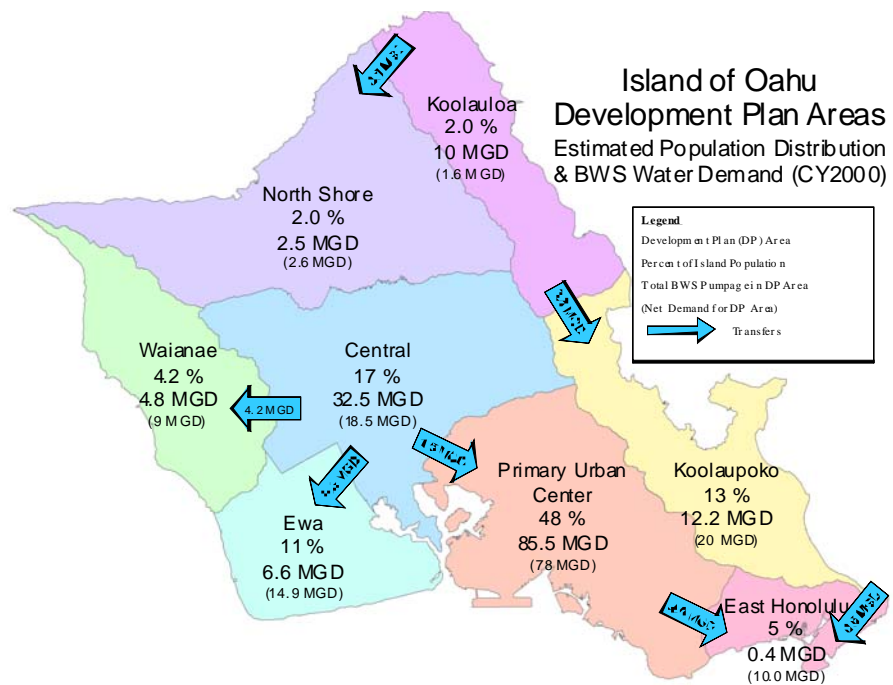 Island of Oahu
Development Plan Areas
Estimated Population Distribution
& BWS Water Demand (CY2000)
Legend
Development Plan (DP) Area
Percent of Island Population
Total BWS Pumpage in DP Area
(Net Demand for DP Area)
Transfers
Koolauloa
2.0 %
10 MGD
(1.6 MGD)
North Shore
2.0 %
2.5 MGD
(2.6 MGD)
MGD
Waianae
4.2 %
4.8 MGD
(9 MGD)
4.2 MGD
Central
17 %
32.5 MGD
(18.5 MGD)
MGD
MGD
Ewa
11 %
6.6 MGD
(14.9 MGD)
Primary Urban
Center
48 %
85.5 MGD
(78 MGD)
Koolaupoko
13 %
12.2 MGD
(20 MGD)
MGD
East Honolulu
5 %
0.4 MGD
(10.0 MGD)